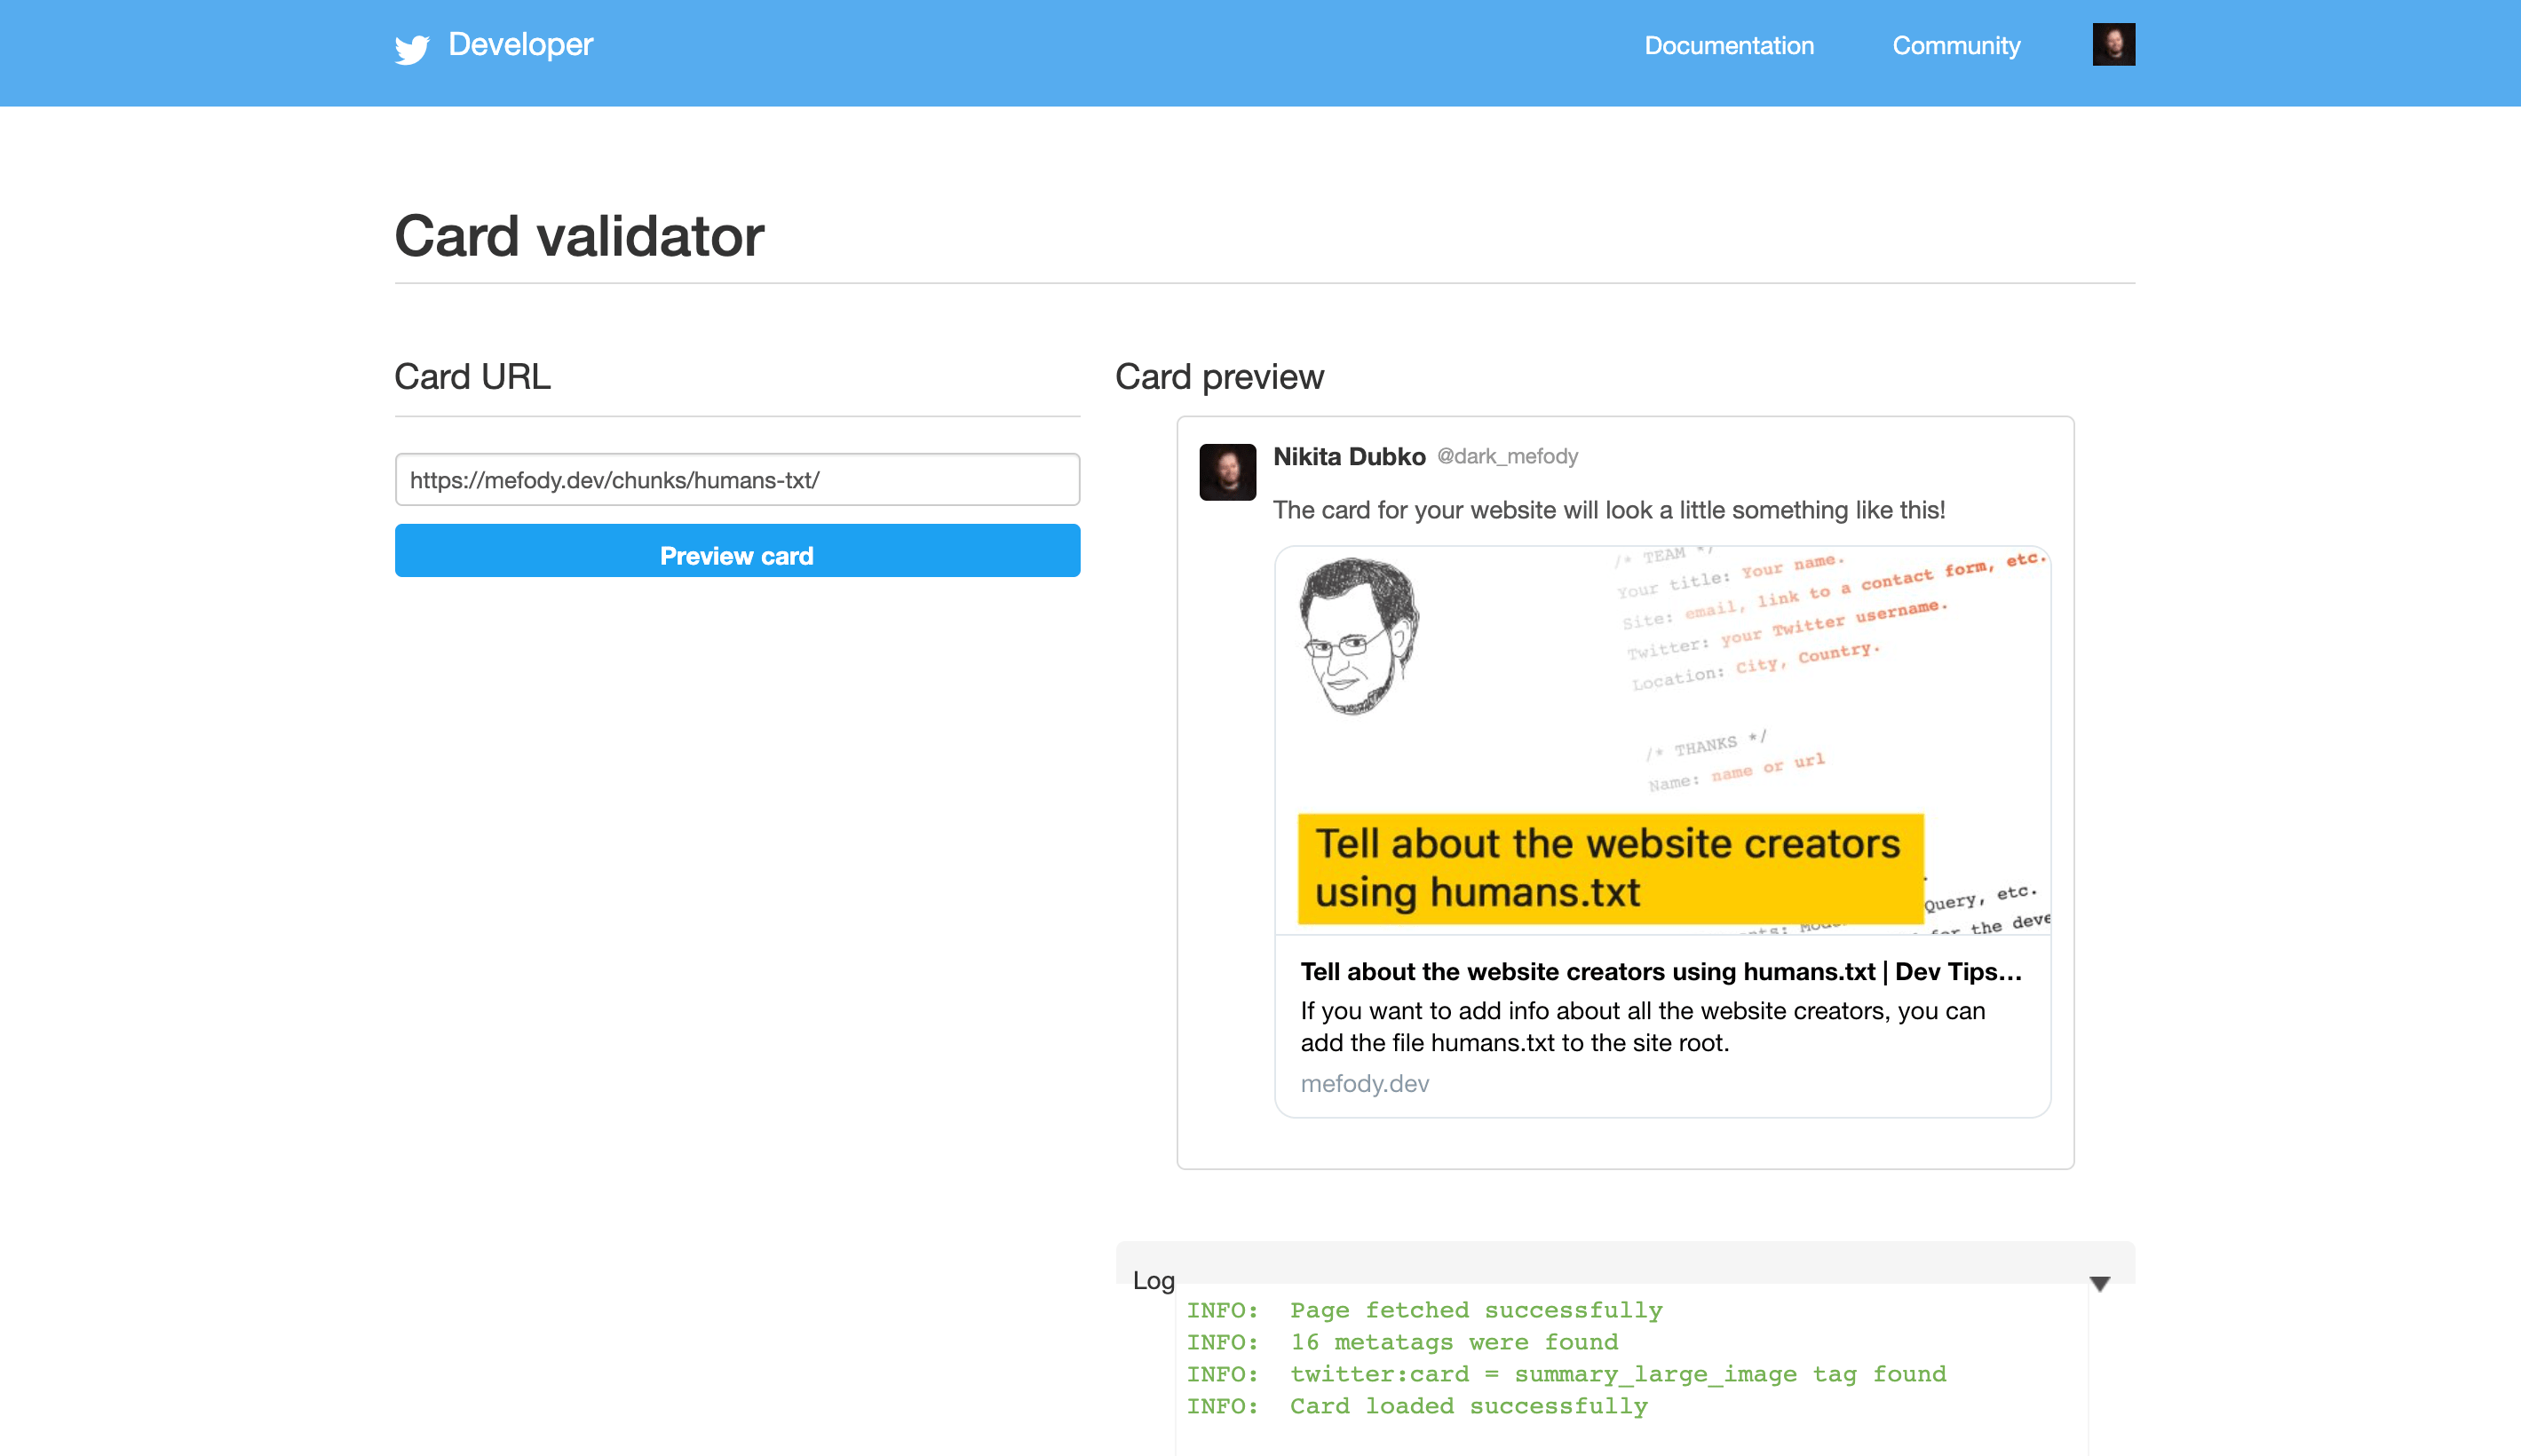 Developer
Documentation
Community
Card validator
Card URL
https://mefody.dev/chunks/humans-txt/
Preview card
Card preview
Nikita Dubko @dark_mefody
The card for your website will look a little something like this!
/* TEAM */
Your title: Your name.
Site: email, link to a contact form, etc.
Twitter: your Twitter username.
Location: City, Country.
/* THANKS */
Name: name or url
Tell about the website creators
using humans.txt
Query, etc.
for the deve
Tell about the website creators using humans.txt | Dev Tips…
If you want to add info about all the website creators, you can
add the file humans.txt to the site root.
mefody.dev
Log
INFO: Page fetched successfully
INFO: 16 metatags were found
INFO: twitter:card = summary_large_image tag found
INFO: Card loaded successfully